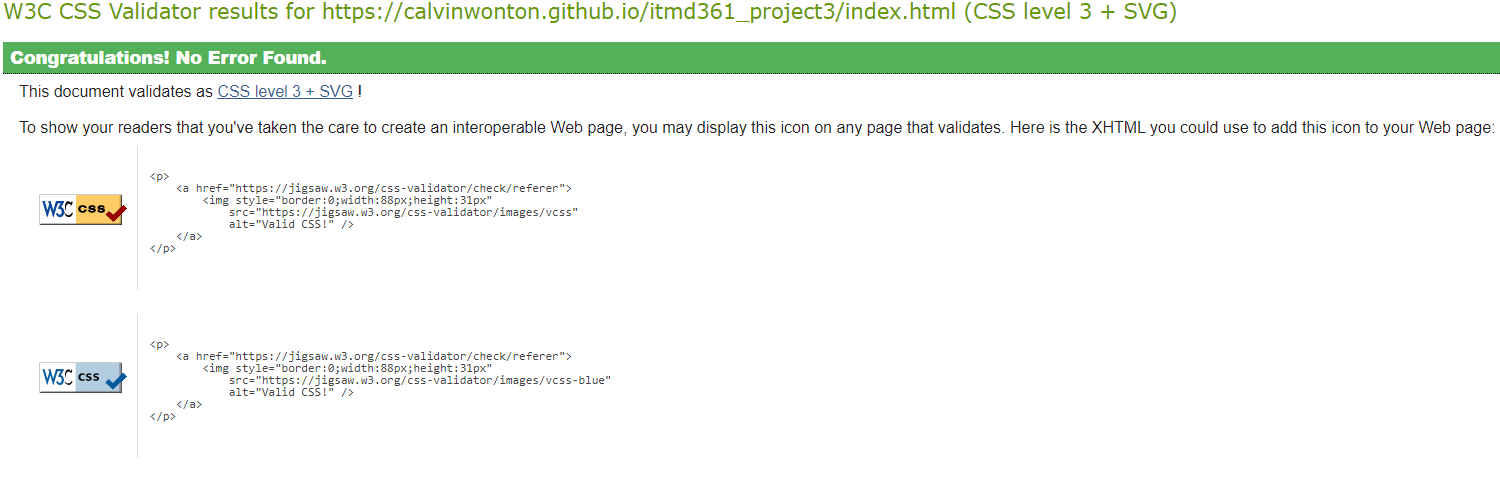 W3C CSS Validator results for https://calvinwonton.github.io/itmd361_project3/index.html (CSS level 3 + SVG)
Congratulations! No Error Found.
This document validates as CSS level 3 + SVG !
To show your readers that you've taken the care to create an interoperable Web page, you may display this icon on any page that validates. Here is the XHTML you could use to add this icon to your Web page:
W3C css
<p>
<a href="https://jigsaw.w3.org/css-validator/check/referer">
<img style="border:0;width:88px;height:31px"
src="https://jigsaw.w3.org/css-validator/images/vcss"
alt="Valid CSS!" />
</a>
</p>
W3C css
<p>
<a href="https://jigsaw.w3.org/css-validator/check/referer">
<img style="border:0;width:88px;height:31px"
src="https://jigsaw.w3.org/css-validator/images/vcss-blue"
alt="Valid CSS!" />
</a>
</p>